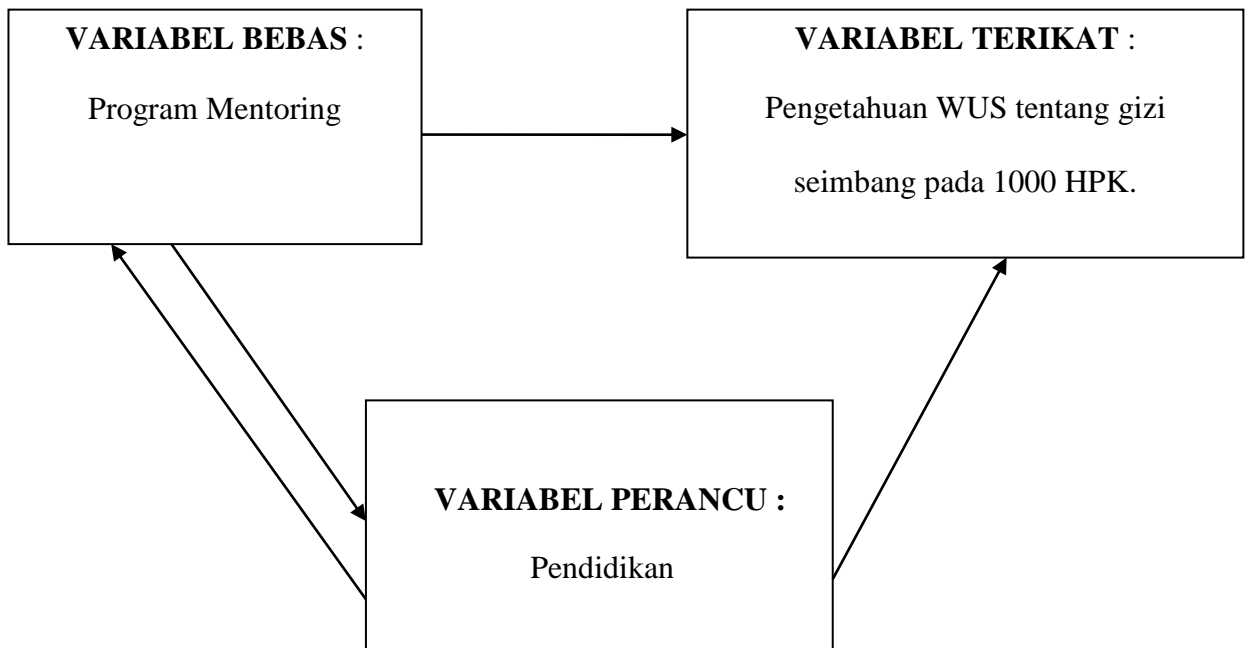 VARIABEL BEBAS :
Program Mentoring
VARIABEL TERIKAT :
Pengetahuan WUS tentang gizi
seimbang pada 1000 HPK.
VARIABEL PERANCU :
Pendidikan